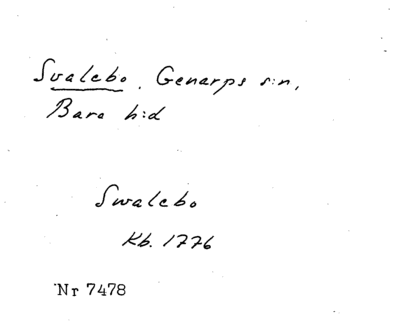 Svalebo, Genarps s:n,
Bara h:d
Swalebo
Kb. 1776
Nr 7478